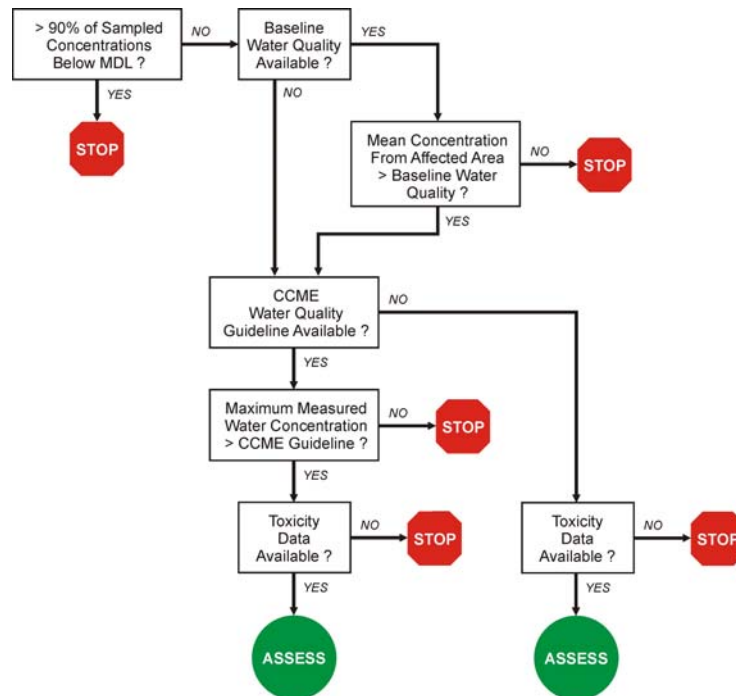 > 90% of Sampled
Concentrations
Below MDL ?
NO
Baseline
Water Quality
Available ?
YES
YES
NO
STOP
Mean Concentration
From Affected Area
> Baseline Water
Quality ?
NO
STOP
YES
CCME
Water Quality
Guideline Available ?
NO
YES
Maximum Measured
Water Concentration
> CCME Guideline ?
NO
STOP
YES
Toxicity
Data
Available ?
NO
STOP
Toxicity
Data
Available ?
NO
STOP
YES
YES
ASSESS
ASSESS